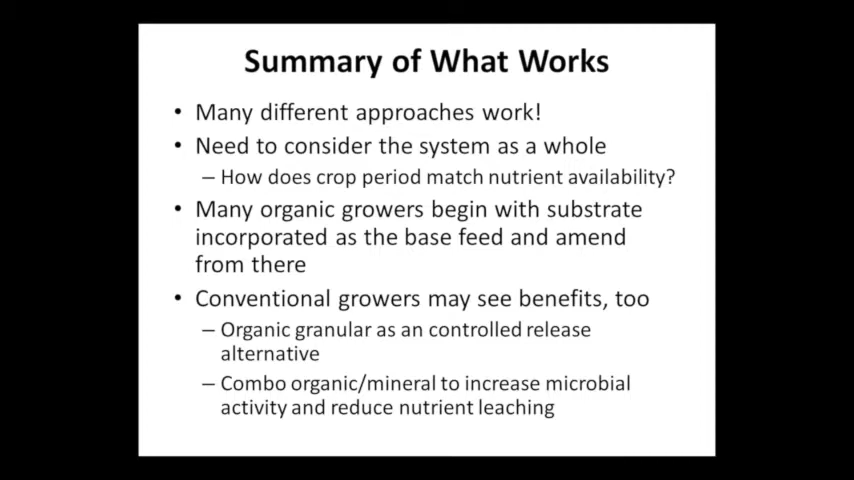 Summary of What Works
• Many different approaches work!
• Need to consider the system as a whole
– How does crop period match nutrient availability?
• Many organic growers begin with substrate
incorporated as the base feed and amend
from there
• Conventional growers may see benefits, too
– Organic granular as an controlled release
alternative
– Combo organic/mineral to increase microbial
activity and reduce nutrient leaching